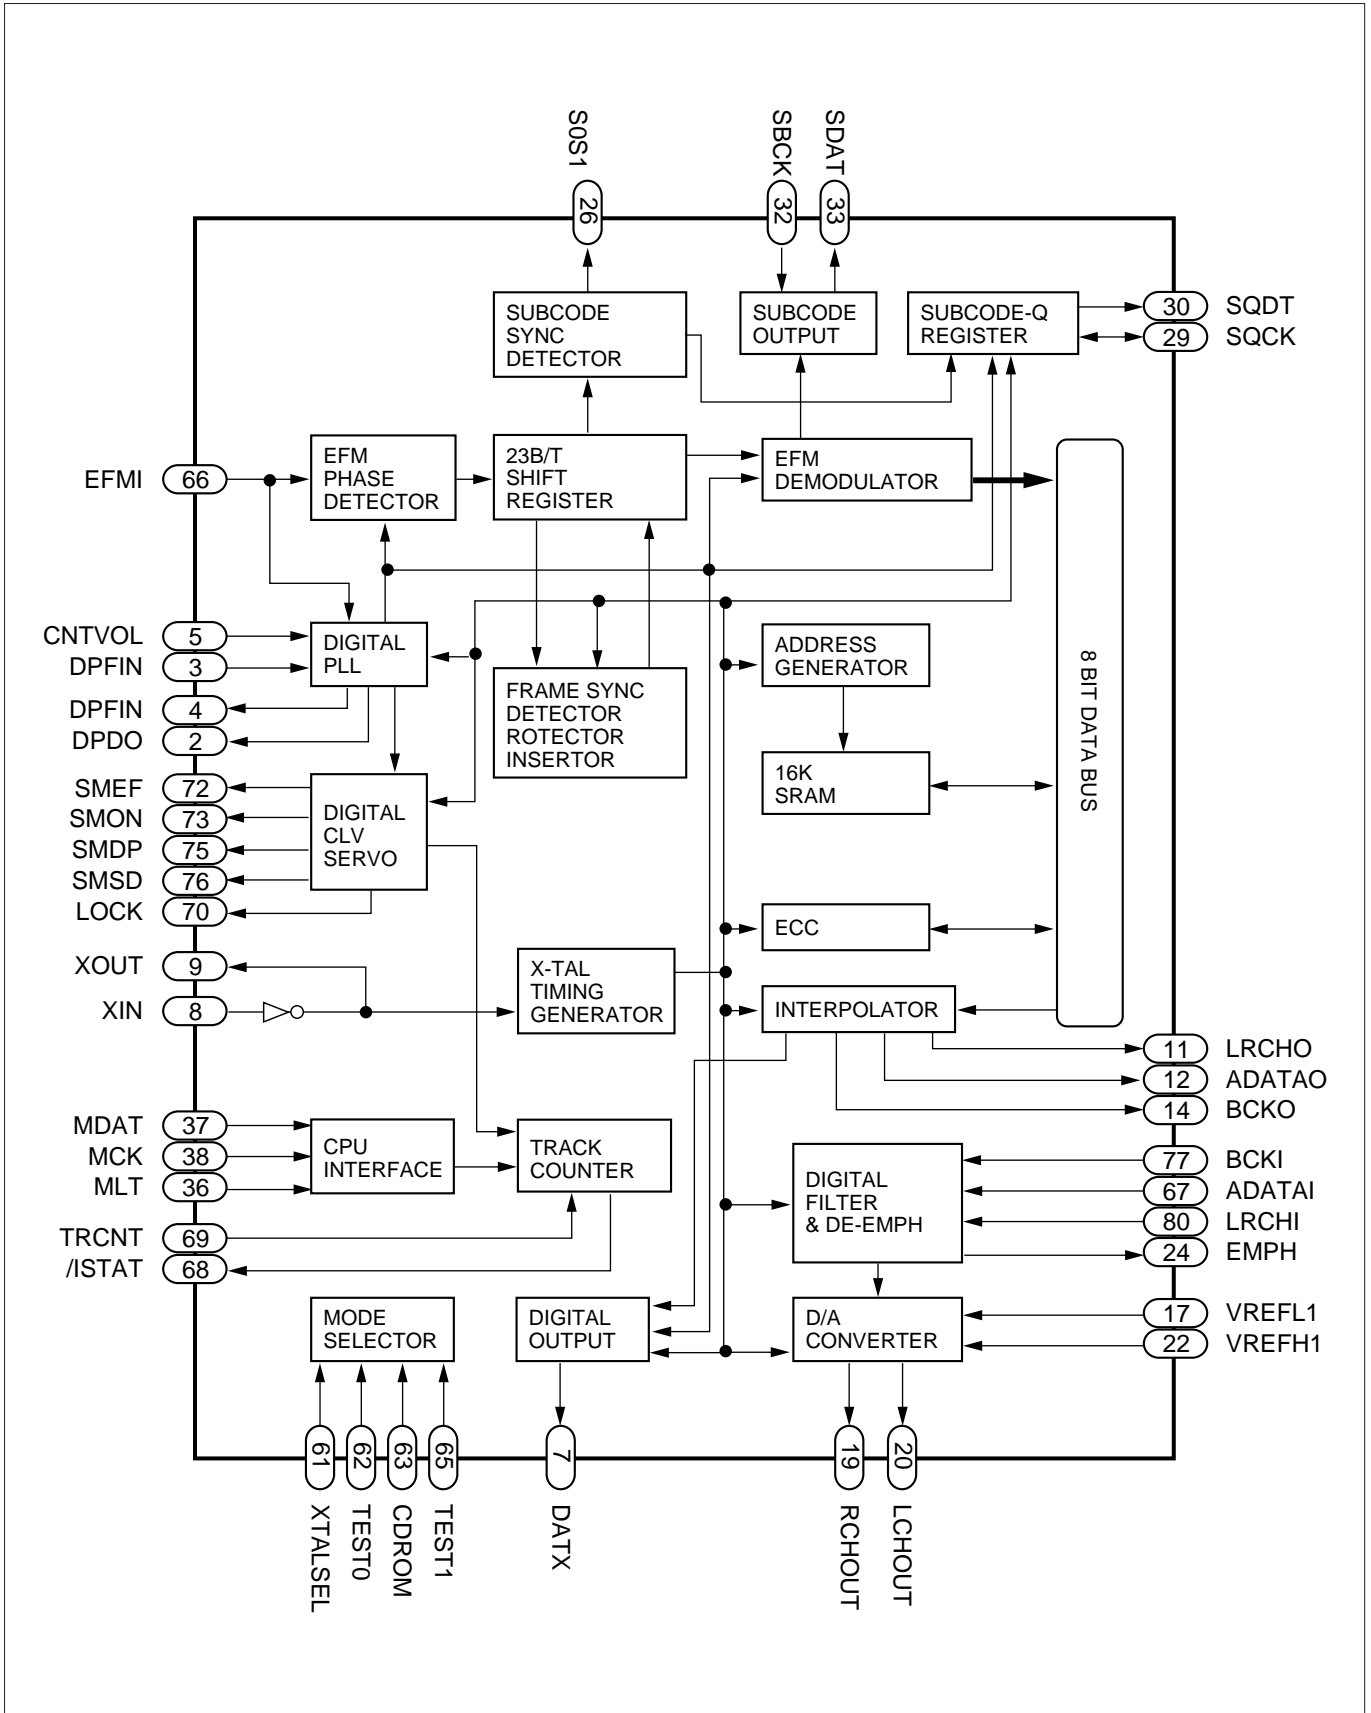 S0S1
SBCK
SDAT
26
32
33
SUBCODE
SYNC
DETECTOR
SUBCODE
OUTPUT
SUBCODE-Q
REGISTER
30 SQDT
29 SQCK
EFMI 66
EFM
PHASE
DETECTOR
23B/T
SHIFT
REGISTER
EFM
DEMODULATOR
CNTVOL 5
DPFIN 3
DPFIN 4
DPDO 2
DIGITAL
PLL
FRAME SYNC
DETECTOR
ROTECTOR
INSERTOR
ADDRESS
GENERATOR
8 BIT DATA BUS
SMEF 72
SMON 73
SMDP 75
SMSD 76
LOCK 70
DIGITAL
CLV
SERVO
16K
SRAM
ECC
XOUT 9
XIN 8
X-TAL
TIMING
GENERATOR
INTERPOLATOR
11 LRCHO
12 ADATAO
14 BCKO
MDAT 37
MCK 38
MLT 36
CPU
INTERFACE
TRACK
COUNTER
DIGITAL
FILTER
& DE-EMPH
77 BCKI
67 ADATAI
80 LRCHI
24 EMPH
TRCNT 69
/ISTAT 68
MODE
SELECTOR
DIGITAL
OUTPUT
D/A
CONVERTER
17 VREFL1
22 VREFH1
61
62
63
65
7
19
20
XTALSEL
TEST0
CDROM
TEST1
DATX
RCHOUT
LCHOUT